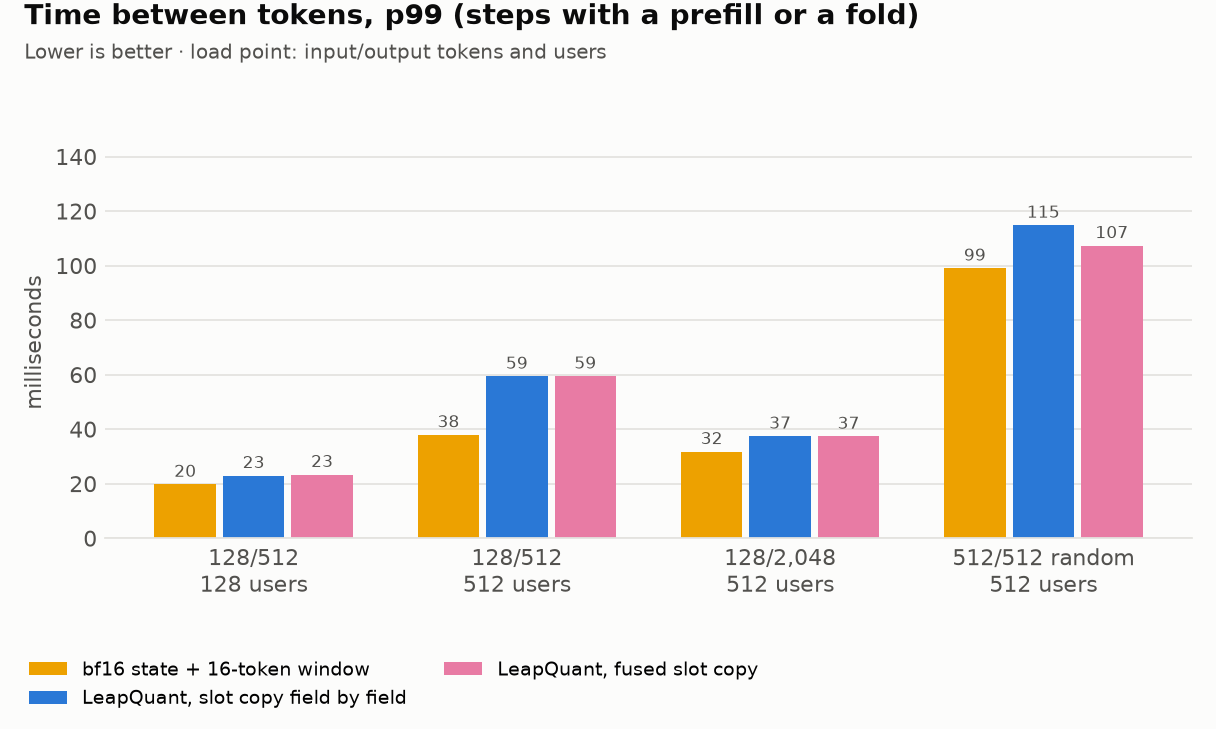 Time between tokens, p99 (steps with a prefill or a fold)
Lower is better · load point: input/output tokens and users
milliseconds
140
120
100
80
60
40
20
0
20
23
23
38
59
59
32
37
37
99
115
107
128/512
128 users
128/512
512 users
128/2,048
512 users
512/512 random
512 users
bf16 state + 16-token window
LeapQuant, slot copy field by field
LeapQuant, fused slot copy